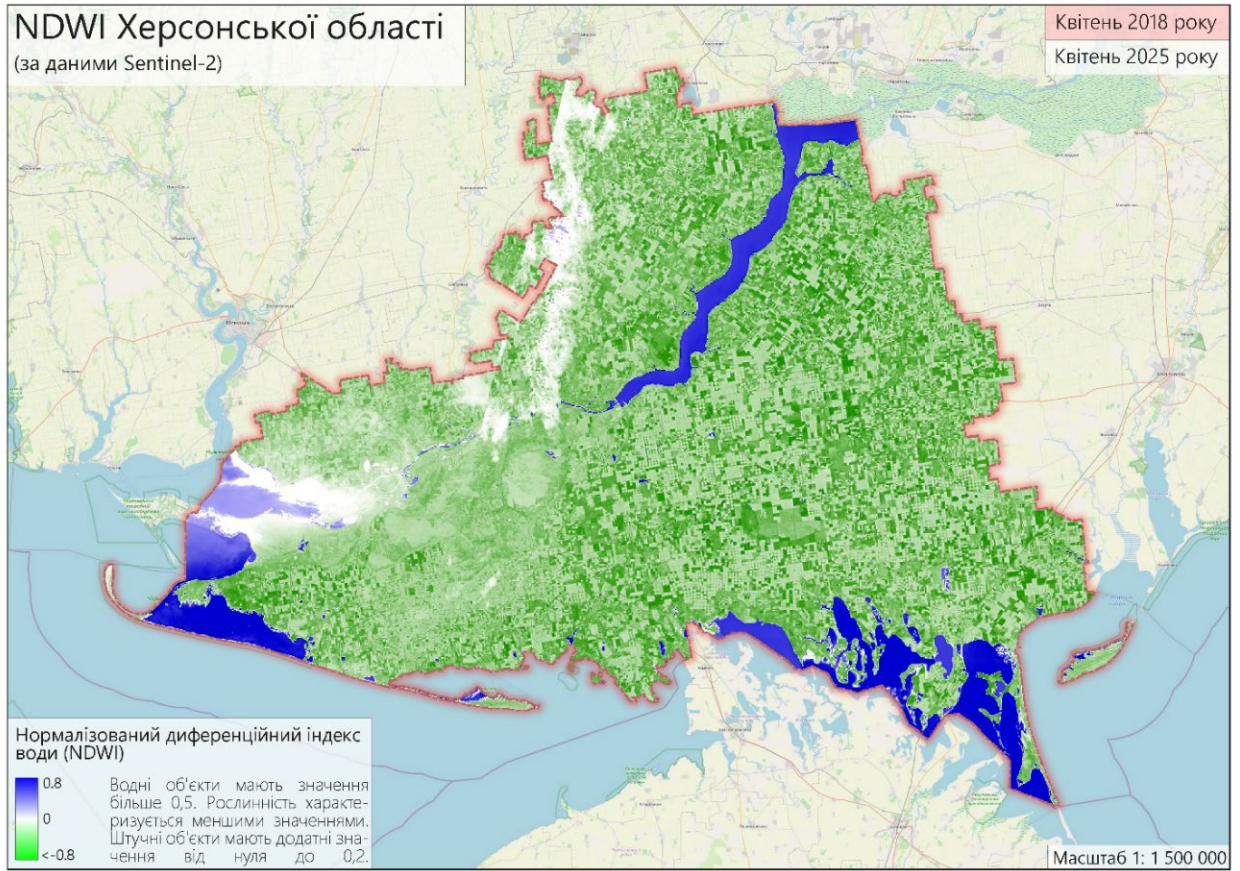 NDWI Херсонської області
(за даними Sentinel-2)
Квітень 2018 року
Квітень 2025 року
Нормалізований диференційний індекс
води (NDWI)
0.8
0
<-0.8
Водні об'єкти мають значення
більше 0,5. Рослинність характе-
ризується меншими значеннями.
Штучні об'єкти мають додатні зна-
чення від нуля до 0,2.
Масштаб 1: 1 500 000